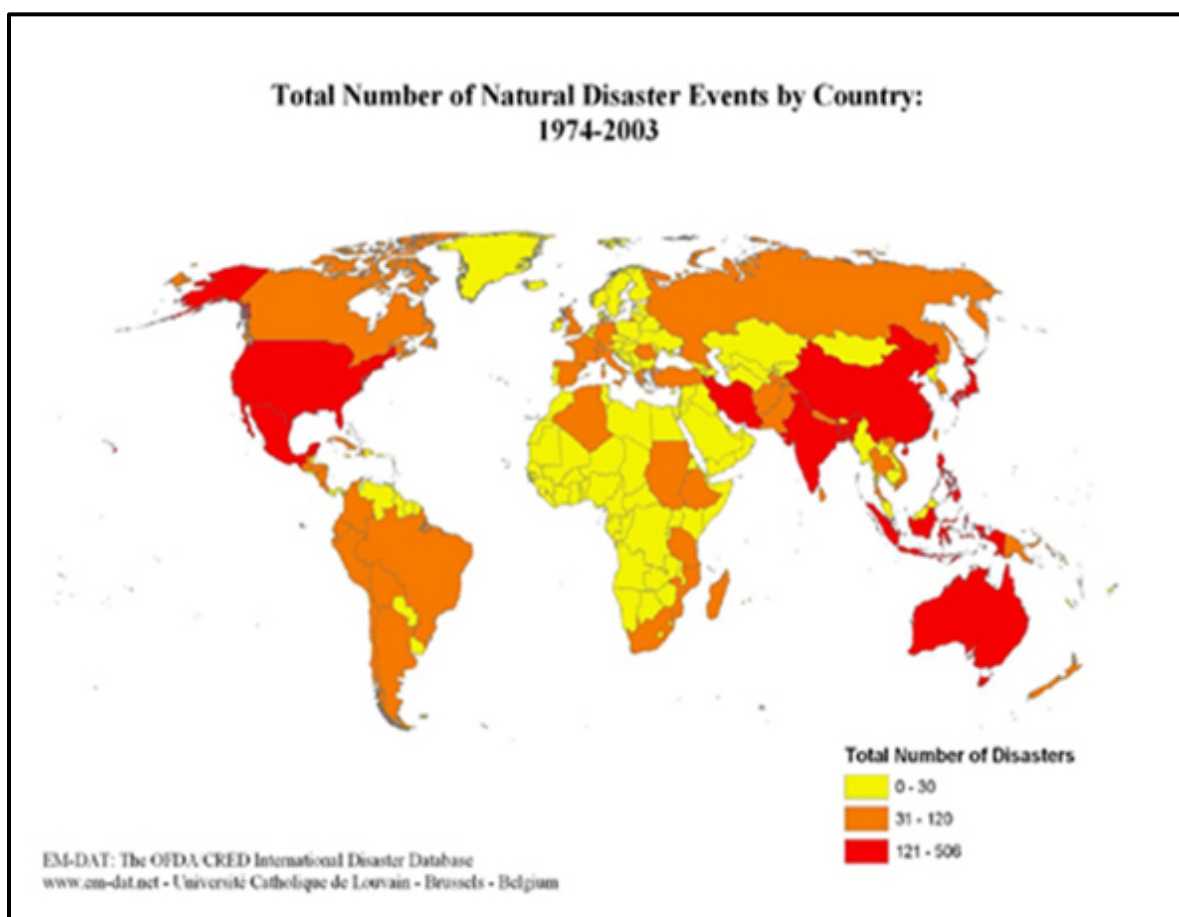 Total Number of Natural Disaster Events by Country:
1974-2003
Total Number of Disasters
0 - 30
31 - 120
121 - 506
EM-DAT: The OFDA/CRED International Disaster Database
www.em-dat.net - Université Catholique de Louvain - Brussels - Belgium